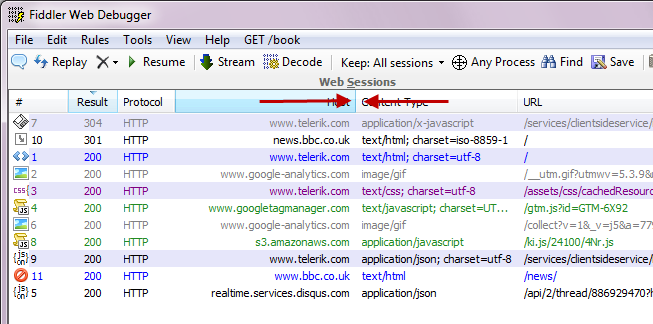 Fiddler Web Debugger
File Edit Rules Tools View Help GET /book
Replay X Resume Stream Decode Keep: All sessions Any Process Find Save
Web Sessions
# Result Protocol Host Content-Type URL
7 304 HTTP www.telerik.com application/x-javascript /services/clientsideservice/
10 301 HTTP news.bbc.co.uk text/html; charset=iso-8859-1 /
1 200 HTTP www.telerik.com text/html; charset=utf-8 /
2 200 HTTP www.google-analytics.com image/gif /__utm.gif?utmwv=5.3.9&
css 3 200 HTTP www.telerik.com text/css; charset=utf-8 /assets/css/cachedResourc
JS 4 200 HTTP www.googletagmanager.com text/javascript; charset=UT... /gtm.js?id=GTM-6X92
6 200 HTTP www.google-analytics.com image/gif /collect?v=1&_v=j5&a=779
JS 8 200 HTTP s3.amazonaws.com application/javascript /ki.js/24100/4Nr.js
json 9 200 HTTP www.telerik.com application/json; charset=utf-8 /services/clientsideservice/
11 200 HTTP www.bbc.co.uk text/html /news/
json 5 200 HTTP realtime.services.disqus.com application/json /api/2/thread/886929470?